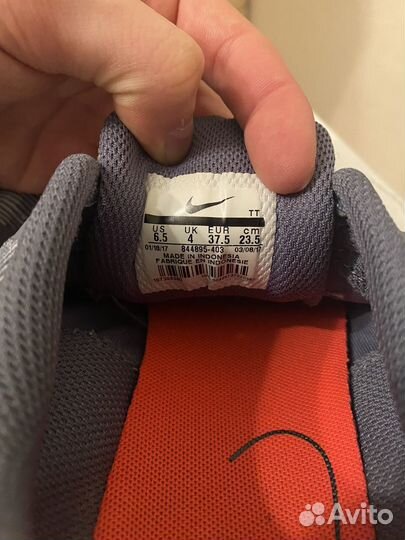 TT
US UK EUR cm
6.5 4 37.5 23.5
01/10/17 844895-403 03/08/17
MADE IN INDONESIA
FABRIQUE EN INDONESIE
Avito